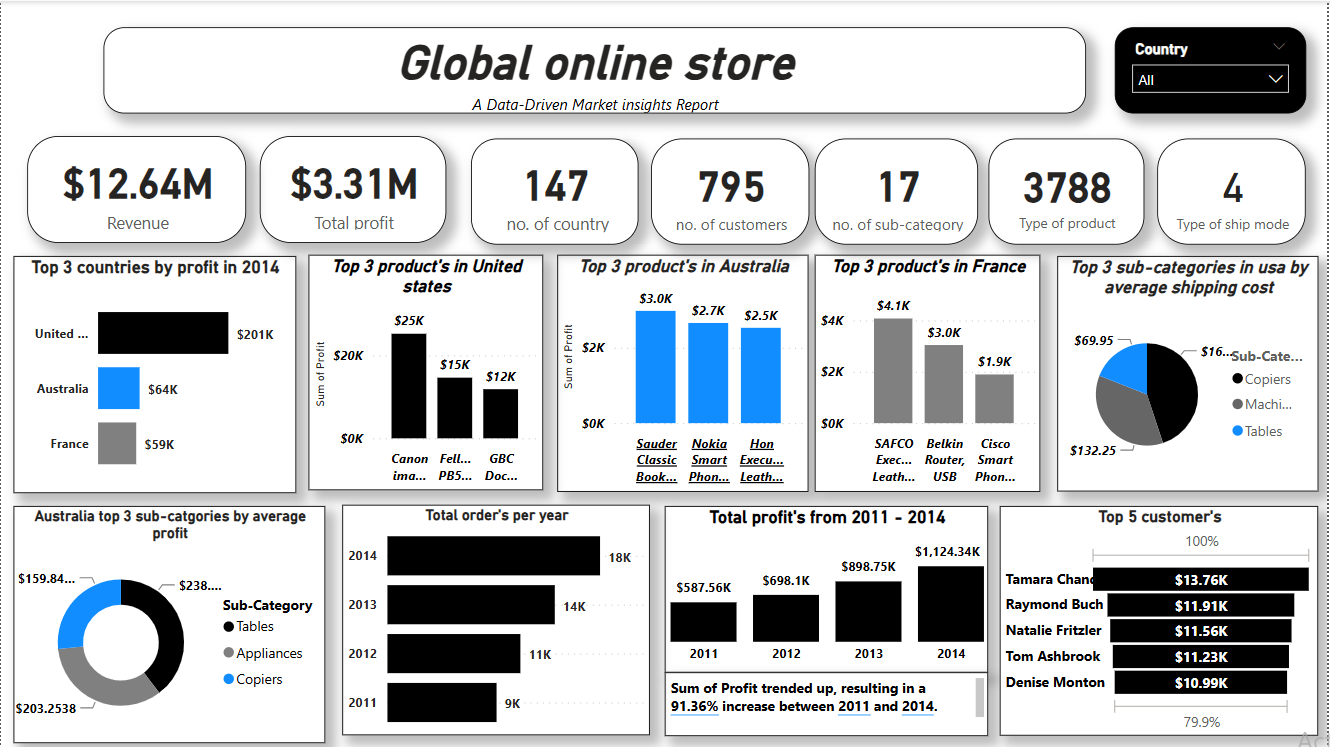 Global online store
A Data-Driven Market insights Report
Country
All
$12.64M
Revenue
$3.31M
Total profit
147
no. of country
795
no. of customers
17
no. of sub-category
3788
Type of product
4
Type of ship mode
Top 3 countries by profit in 2014
United ...
$201K
Australia
$64K
France
$59K
Top 3 product's in United
states
Sum of Profit
$20K
$0K
$25K
$15K
$12K
Canon
ima...
Fell...
PB5...
GBC
Doc...
Top 3 product's in Australia
Sum of Profit
$2K
$0K
$3.0K
$2.7K
$2.5K
Sauder
Classic
Book...
Nokia
Smart
Phon...
Hon
Execu...
Leath...
Top 3 product's in France
$4K
$2K
$0K
$4.1K
$3.0K
$1.9K
SAFCO
Exec...
Leath...
Belkin
Router,
USB
Cisco
Smart
Phon...
Top 3 sub-categories in usa by
average shipping cost
$69.95
$16...
$132.25
Sub-Cate...
Copiers
Machi...
Tables
Australia top 3 sub-catgories by average
profit
$159.84...
$238....
$203.2538
Sub-Category
Tables
Appliances
Copiers
Total order's per year
2014
18K
2013
14K
2012
11K
2011
9K
Total profit's from 2011 - 2014
$587.56K
$698.1K
$898.75K
$1,124.34K
2011
2012
2013
2014
Sum of Profit trended up, resulting in a
91.36% increase between 2011 and 2014.
Top 5 customer's
100%
Tamara Chand
$13.76K
Raymond Buch
$11.91K
Natalie Fritzler
$11.56K
Tom Ashbrook
$11.23K
Denise Monton
$10.99K
79.9%